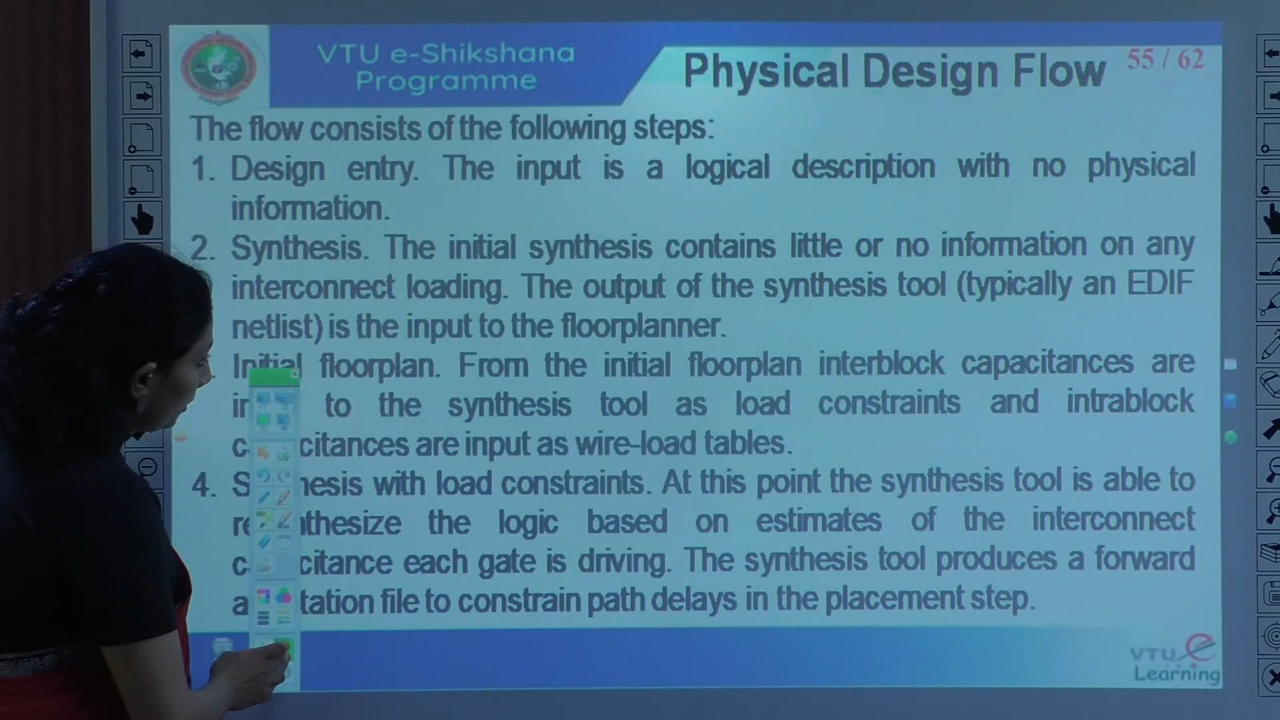 VTU e-Shikshana
Programme
Physical Design Flow
55 / 62
The flow consists of the following steps:
1. Design entry. The input is a logical description with no physical
information.
2. Synthesis. The initial synthesis contains little or no information on any
interconnect loading. The output of the synthesis tool (typically an EDIF
netlist) is the input to the floorplanner.
Initial floorplan. From the initial floorplan interblock capacitances are
to the synthesis tool as load constraints and intrablock
citances are input as wire-load tables.
4. S nesis with load constraints. At this point the synthesis tool is able to
re thesize the logic based on estimates of the interconnect
c citance each gate is driving. The synthesis tool produces a forward
a tation file to constrain path delays in the placement step.
VTU e
Learning